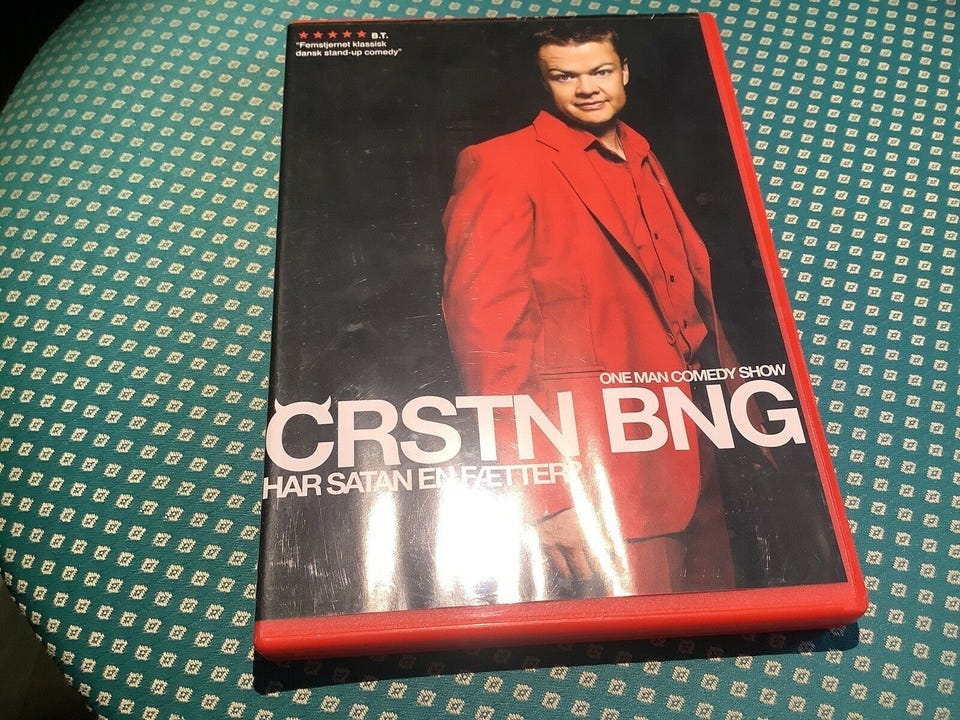 ★★★★★ B.T.
"Femstjernet klassisk
dansk stand-up comedy"
ONE MAN COMEDY SHOW
CRSTN BNG
HAR SATAN EN FÆTTER?